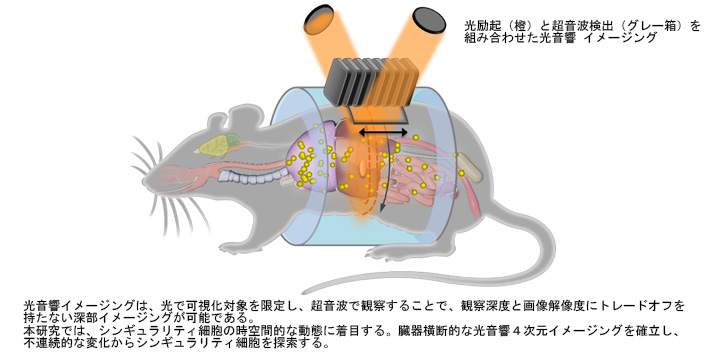 光励起（橙）と超音波検出（グレー箱）を
組み合わせた光音響 イメージング
光音響イメージングは、光で可視化対象を限定し、超音波で観察することで、観察深度と画像解像度にトレードオフを
持たない深部イメージングが可能である。
本研究では、シンギュラリティ細胞の時空間的な動態に着目する。臓器横断的な光音響４次元イメージングを確立し、
不連続的な変化からシンギュラリティ細胞を探索する。